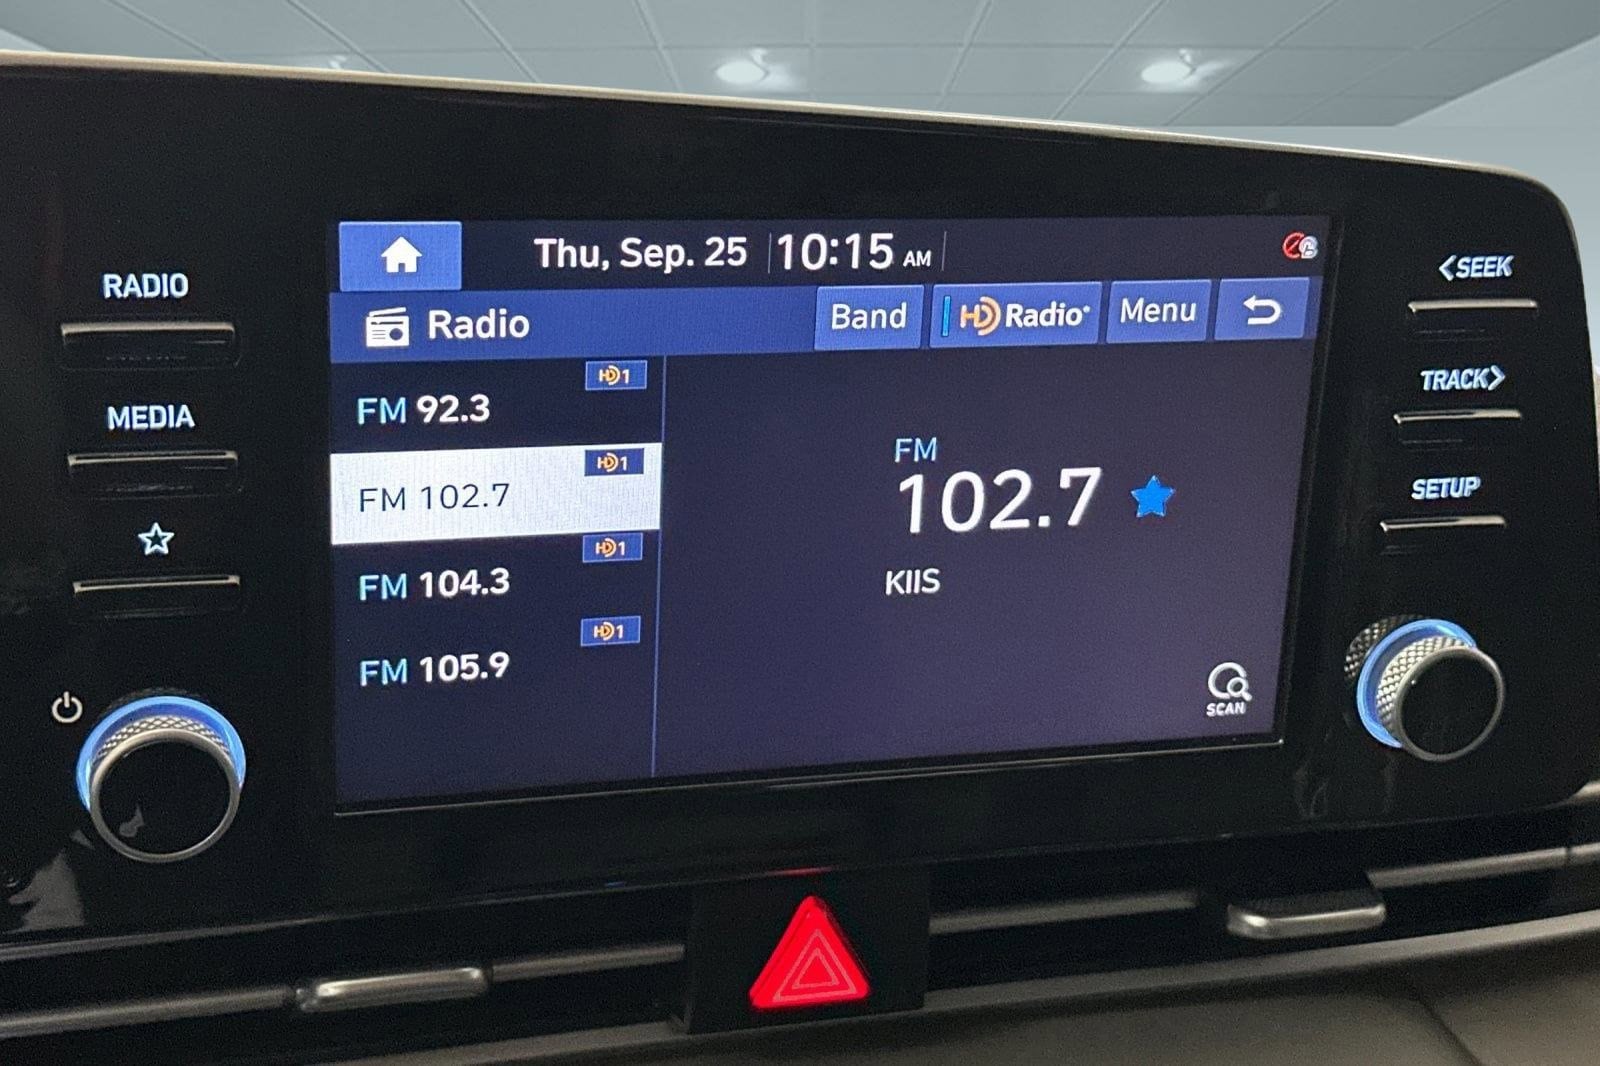 RADIO
MEDIA
Thu, Sep. 25 10:15 AM
Radio
Band
HD Radio®
Menu
HD1
FM 92.3
HD1
FM 102.7
HD1
FM 104.3
HD1
FM 105.9
FM
102.7
KIIS
SCAN
<SEEK
TRACK>
SETUP